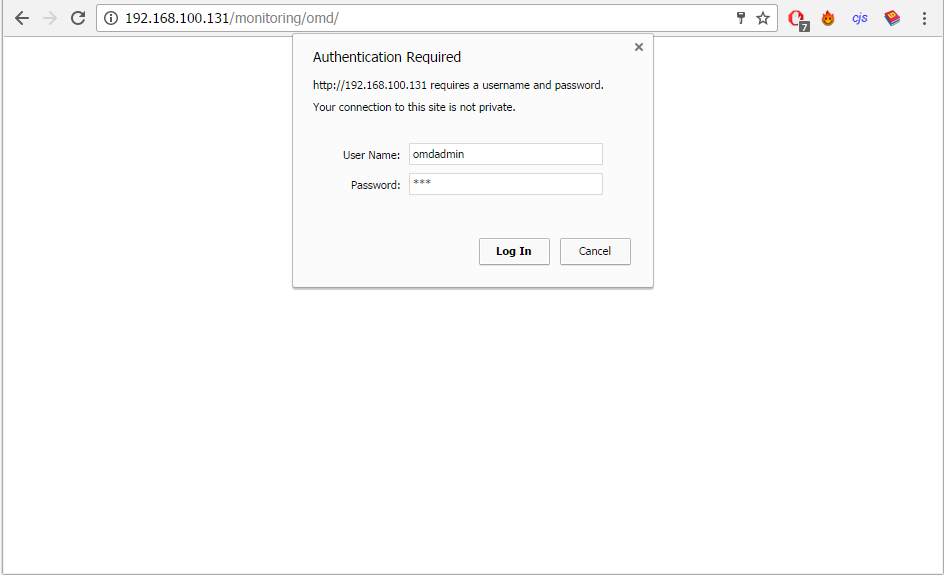 192.168.100.131/monitoring/omd/
7
cjs
Authentication Required
http://192.168.100.131 requires a username and password.
Your connection to this site is not private.
User Name: omdadmin
Password: ***
Log In Cancel